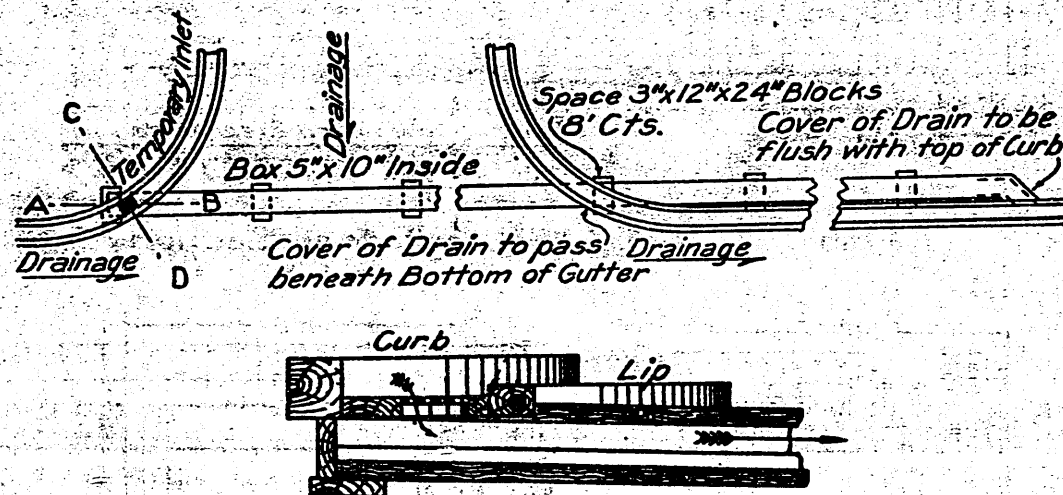 C
Temporary inlet
Drainage
Space 3"x12"x24" Blocks
8' Cts.
Cover of Drain to be
flush with top of Curb
Box 5"x10" Inside
A
B
Drainage
D
Cover of Drain to pass
beneath Bottom of Gutter
Drainage
Curb
Lip